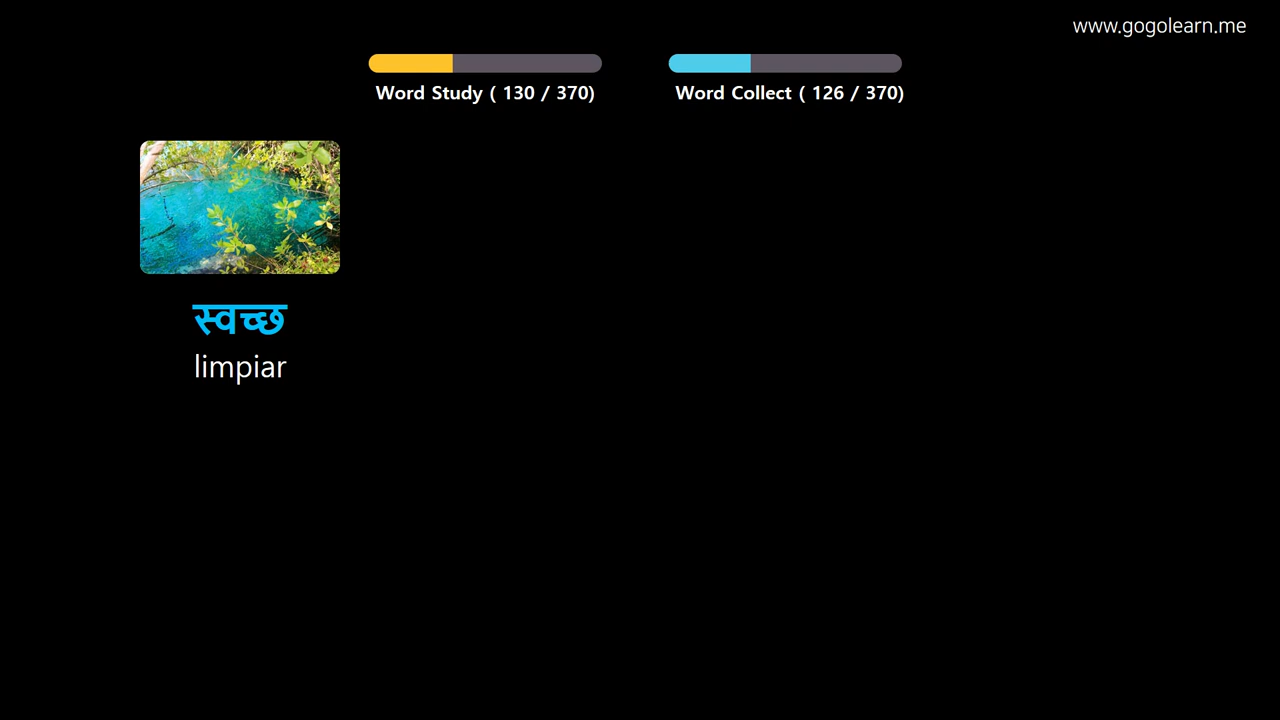 www.gogolearn.me
Word Study ( 130 / 370)
Word Collect ( 126 / 370)
स्वच्छ
limpiar